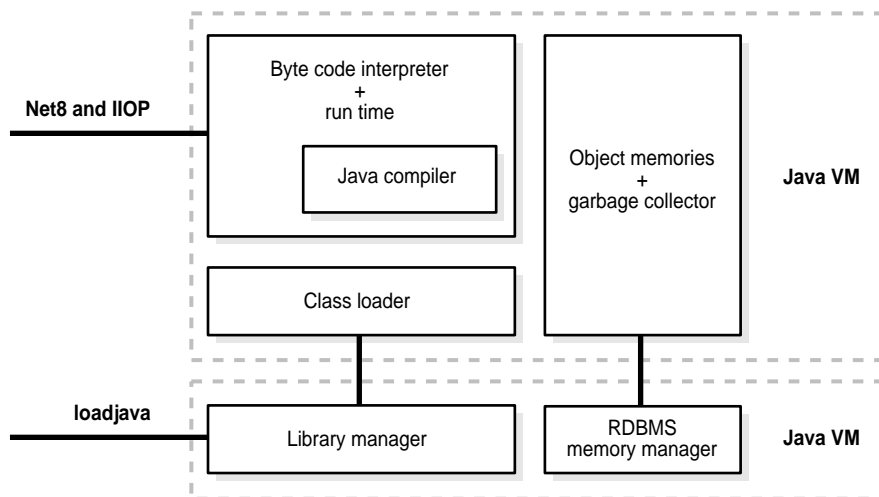 Byte code interpreter
+
run time
Net8 and IIOP
Java compiler
Object memories
+
garbage collector
Java VM
Class loader
loadjava
Library manager
RDBMS
memory manager
Java VM